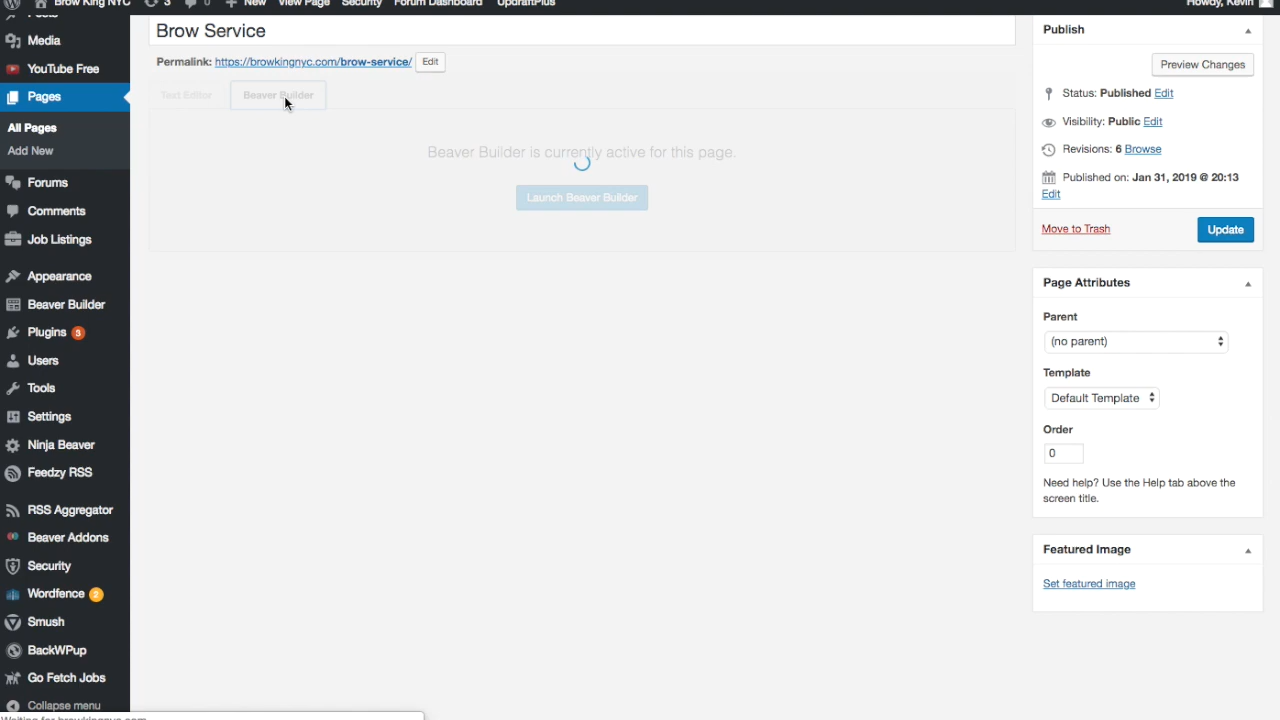 Brow King NYC 3 0 New View Page Security Forum Dashboard UpdraftPlus Howdy, Kevin
Posts
Media
YouTube Free
Pages
All Pages
Add New
Forums
Comments
Job Listings
Appearance
Beaver Builder
Plugins 3
Users
Tools
Settings
Ninja Beaver
Feedzy RSS
RSS Aggregator
Beaver Addons
Security
Wordfence 2
Smush
BackWPup
Go Fetch Jobs
Collapse menu
Waiting for browkingnyc.com...
Brow Service
Permalink: https://browkingnyc.com/brow-service/ Edit
Text Editor Beaver Builder
Beaver Builder is currently active for this page.
Launch Beaver Builder
Publish
Preview Changes
Status: Published Edit
Visibility: Public Edit
Revisions: 6 Browse
Published on: Jan 31, 2019 @ 20:13
Edit
Move to Trash Update
Page Attributes
Parent
(no parent)
Template
Default Template
Order
0
Need help? Use the Help tab above the
screen title.
Featured Image
Set featured image